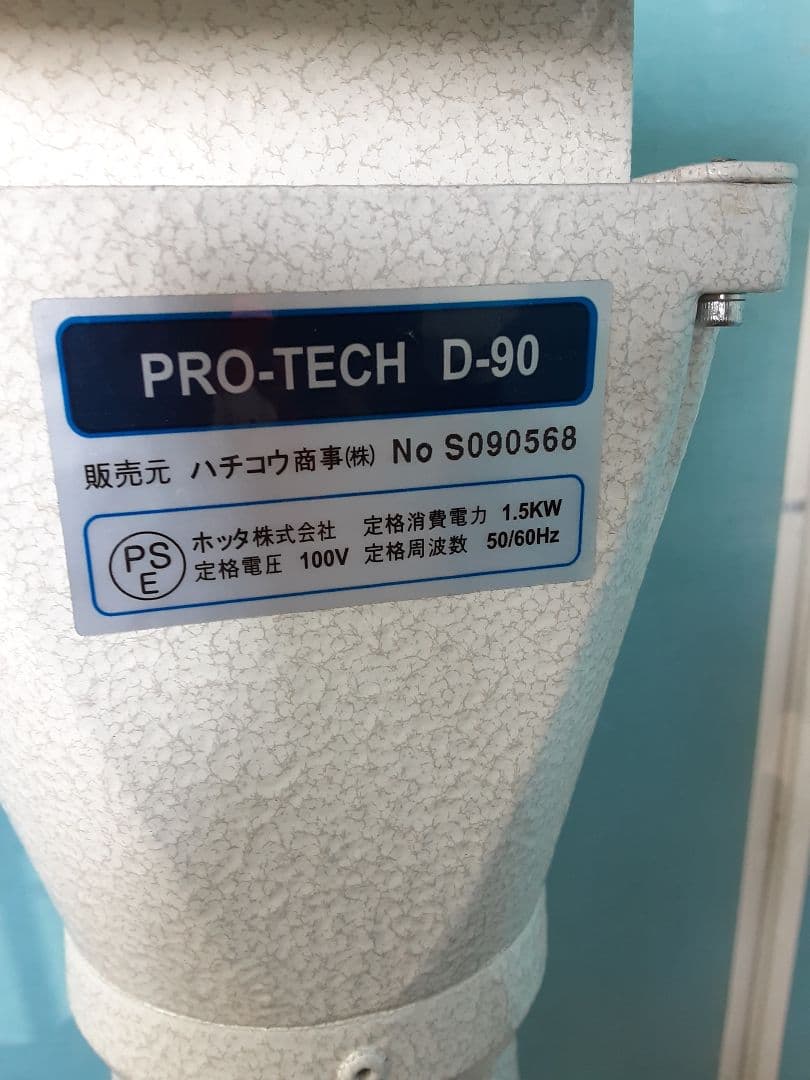 PRO-TECH D-90
販売元 ハチコウ商事㈱ No S090568
PSE ホッタ株式会社 定格消費電力 1.5KW
定格電圧 100V 定格周波数 50/60Hz